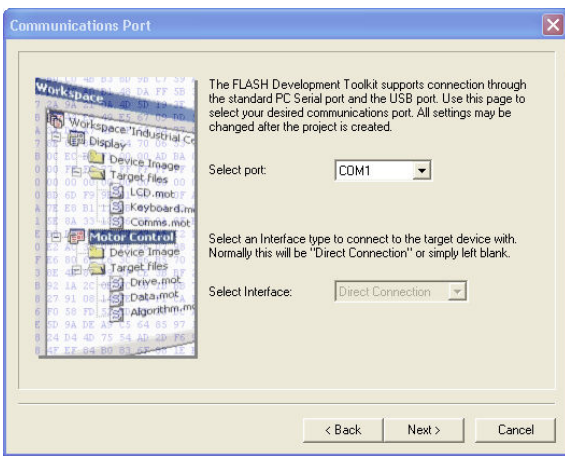 Communications Port
The FLASH Development Toolkit supports connection through
the standard PC Serial port and the USB port. Use this page to
select your desired communications port. All settings may be
changed after the project is created.
Select port:
COM1
Select an Interface type to connect to the target device with.
Normally this will be "Direct Connection" or simply left blank.
Select Interface:
Direct Connection
Workspace
Workspace 'Industrial
Display
Device Image
Target files
LCD.mot
Keyboard.m
Comms.mot
Motor Control
Device Image
Target files
Drive.mot
Data.mot
Algorithm.m
< Back
Next >
Cancel